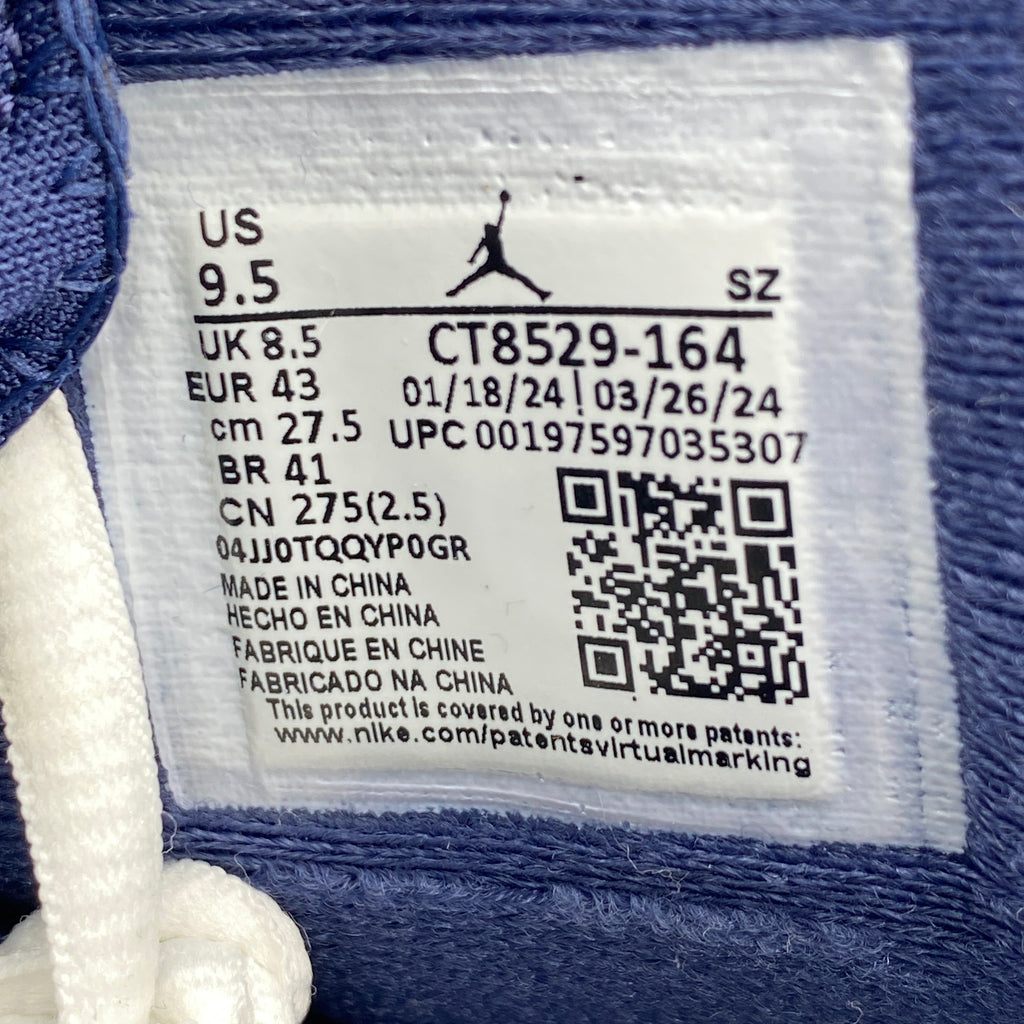 US
9.5
SZ
UK 8.5
CT8529-164
EUR 43
01/18/24 | 03/26/24
cm 27.5
UPC 00197597035307
BR 41
CN 275(2.5)
04JJ0TQQYP0GR
MADE IN CHINA
HECHO EN CHINA
FABRIQUE EN CHINE
FABRICADO NA CHINA
This product is covered by one or more patents:
www.nike.com/patentsvirtualmarking